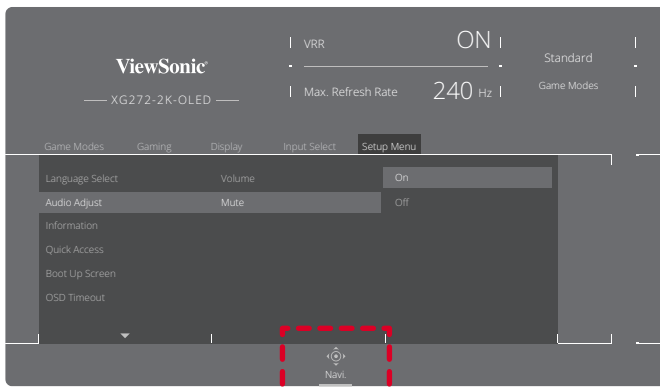 ViewSonic
XG272-2K-OLED
VRR ON
Max. Refresh Rate 240 Hz
Standard
Game Modes
Game Modes Gaming Display Input Select Setup Menu
Language Select Volume On
Audio Adjust Mute Off
Information
Quick Access
Boot Up Screen
OSD Timeout
Navi.